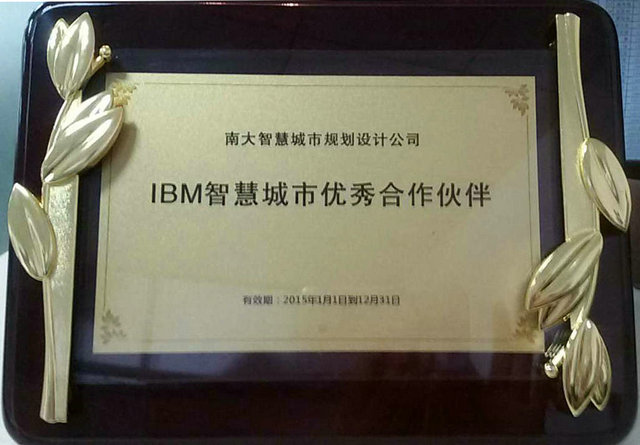 南大智慧城市规划设计公司
IBM智慧城市优秀合作伙伴
有效期：2015年1月1日到12月31日